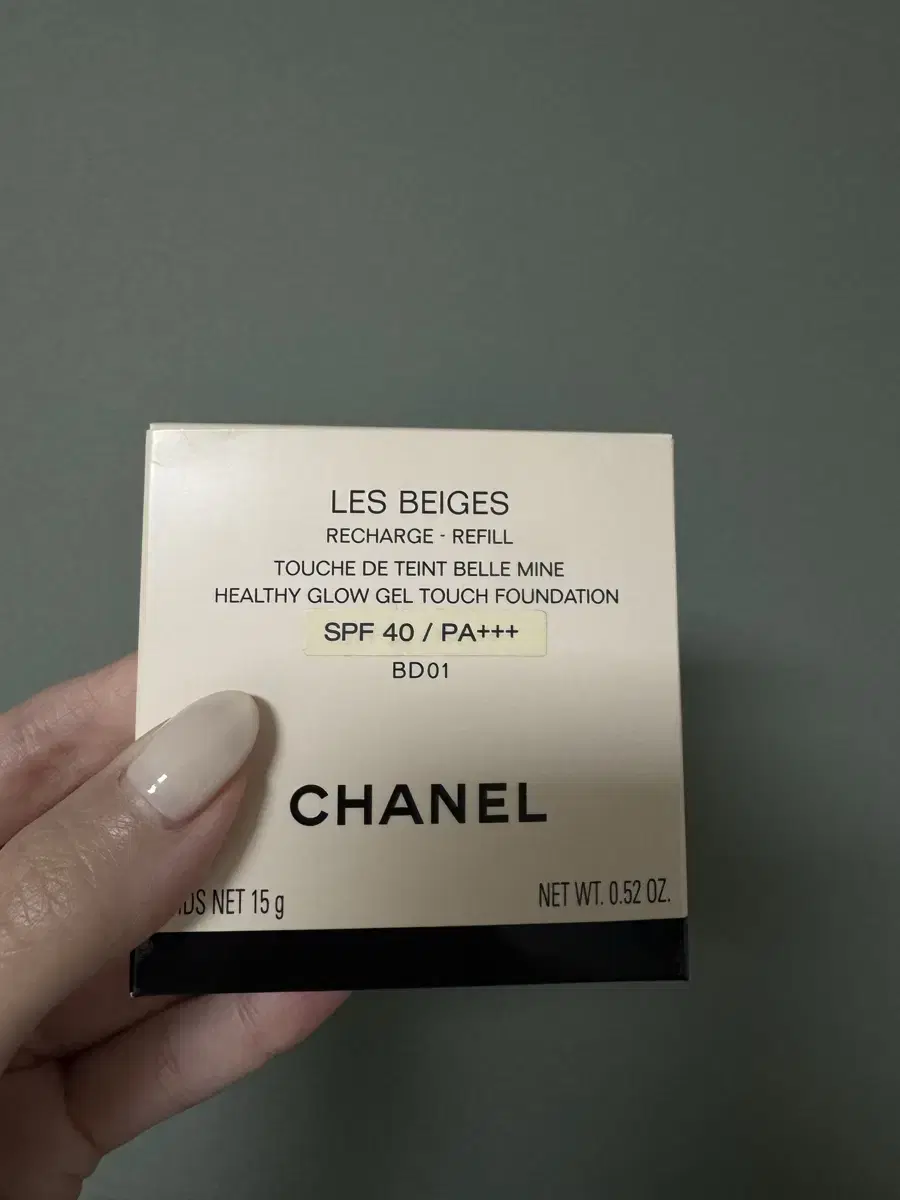 LES BEIGES
RECHARGE - REFILL
TOUCHE DE TEINT BELLE MINE
HEALTHY GLOW GEL TOUCH FOUNDATION
SPF 40 / PA+++
BD01
CHANEL
NET 15 g
NET WT. 0.52 OZ.